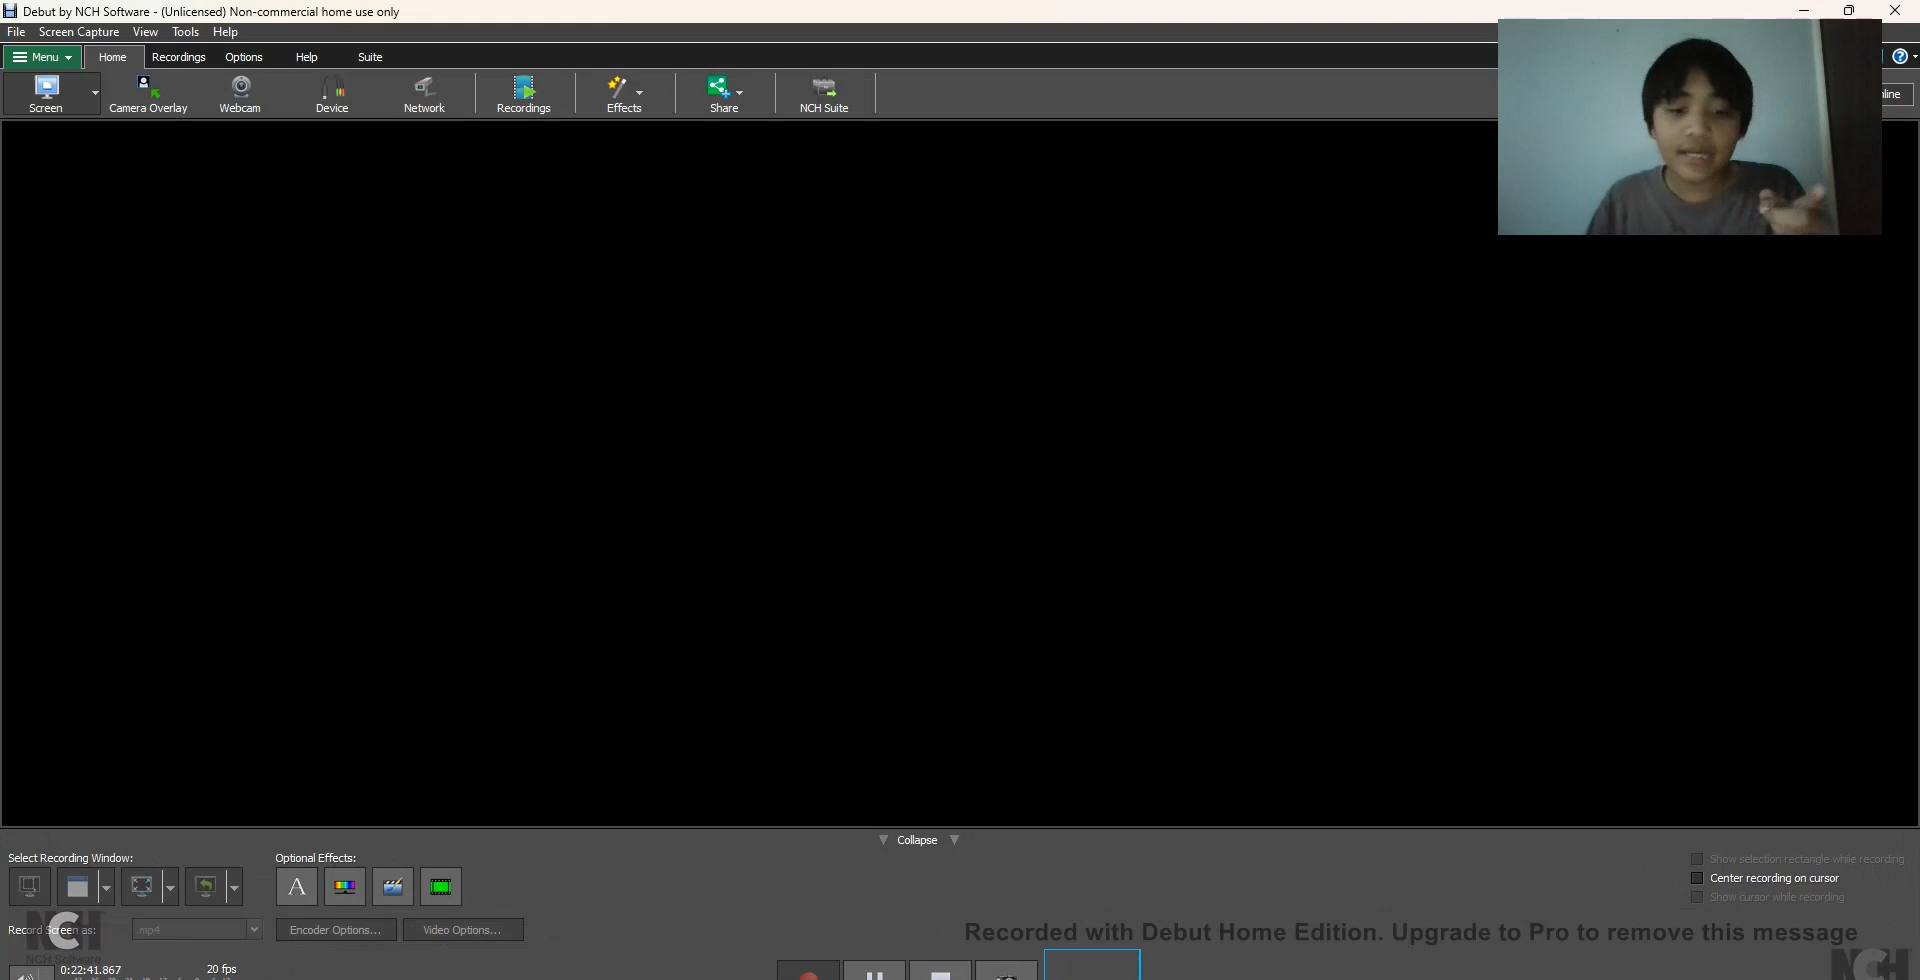 Debut by NCH Software - (Unlicensed) Non-commercial home use only
File Screen Capture View Tools Help
Menu Home Recordings Options Help Suite
Screen Camera Overlay Webcam Device Network Recordings Effects Share NCH Suite
Collapse
Select Recording Window: Optional Effects:
Show selection rectangle while recording
A
Center recording on cursor
Show cursor while recording
Record Screen as: .mp4 Encoder Options... Video Options...
NCH
Recorded with Debut Home Edition. Upgrade to Pro to remove this message
NCH Software
NCH
0:22:41.867 20 fps